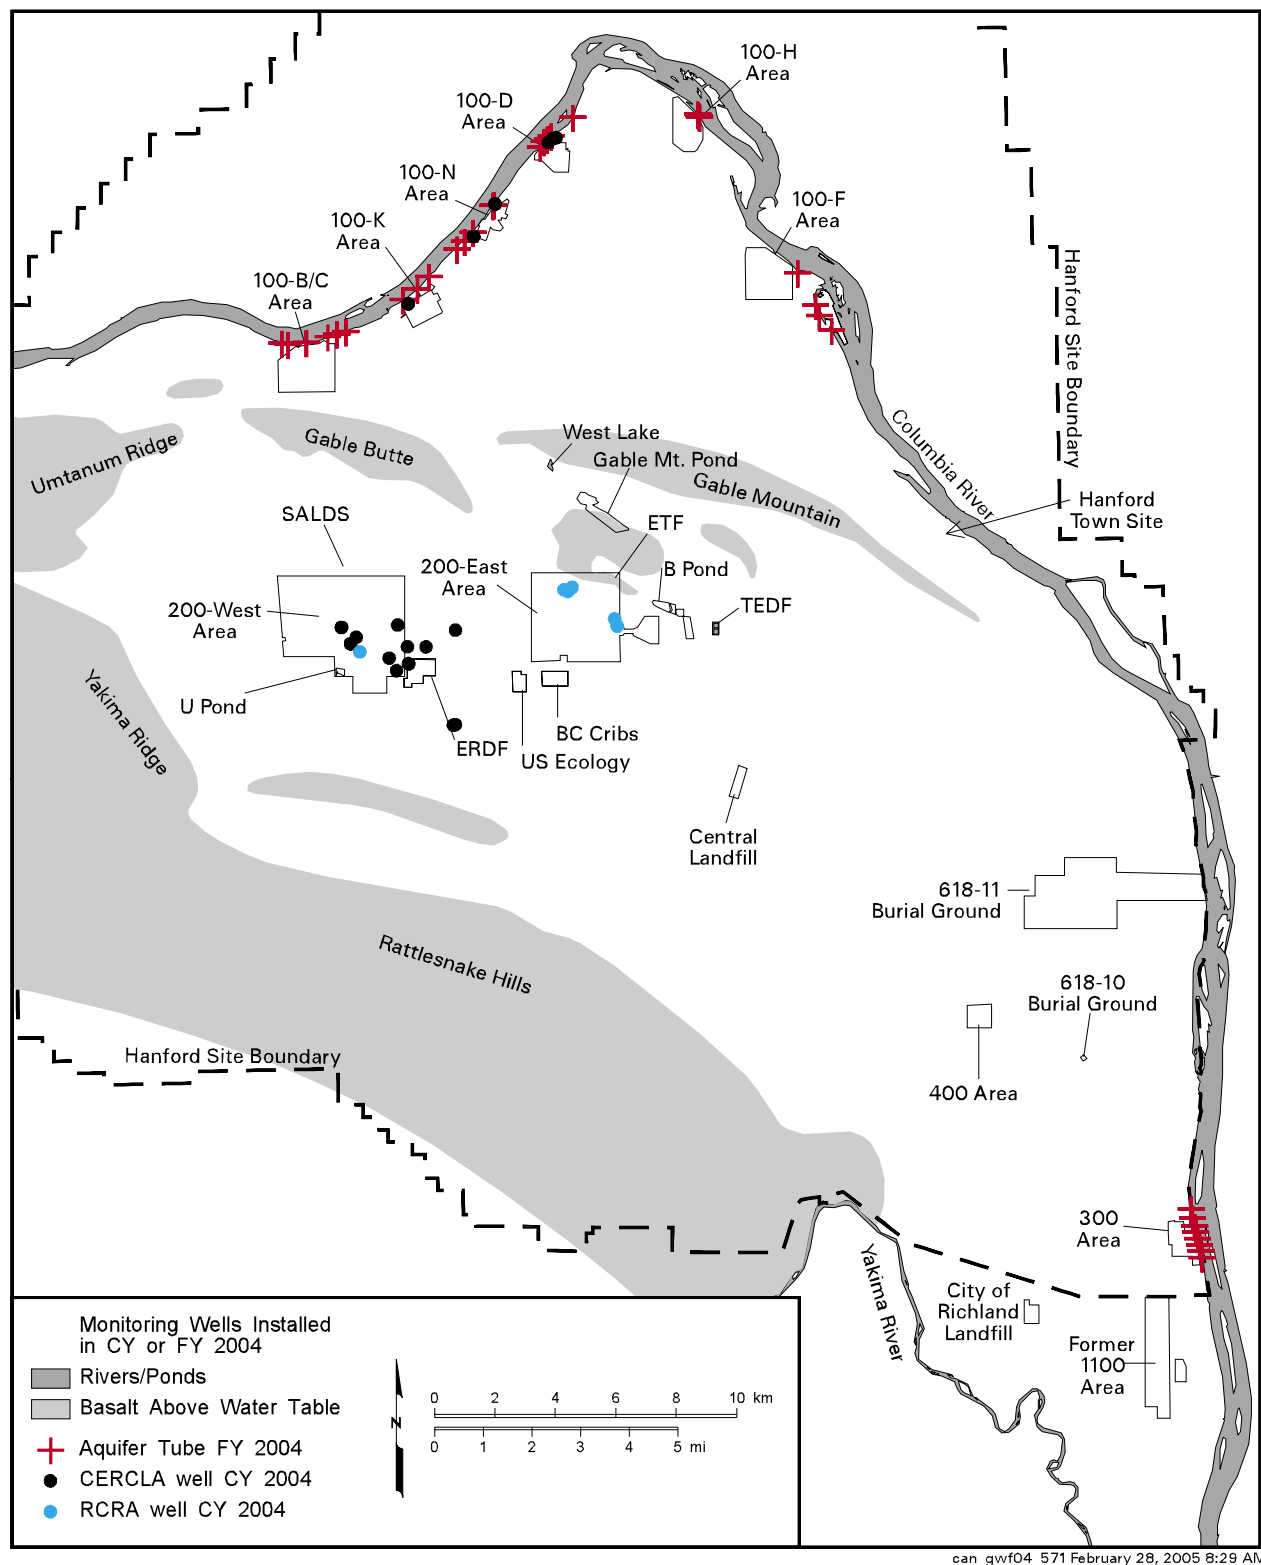 100-H
Area
100-D
Area
100-N
Area
100-F
Area
100-K
Area
100-B/C
Area
Hanford Site Boundary
Columbia River
West Lake
Gable Mt. Pond
Gable Butte
Umtanum Ridge
Gable Mountain
Hanford
Town Site
SALDS
ETF
200-East
Area
B Pond
200-West
Area
TEDF
U Pond
Yakima Ridge
ERDF
BC Cribs
US Ecology
Central
Landfill
618-11
Burial Ground
Rattlesnake Hills
618-10
Burial Ground
Hanford Site Boundary
400 Area
300
Area
Yakima River
City of
Richland
Landfill
Former
1100
Area
Monitoring Wells Installed
in CY or FY 2004
Rivers/Ponds
Basalt Above Water Table
Aquifer Tube FY 2004
CERCLA well CY 2004
RCRA well CY 2004
N
0 2 4 6 8 10 km
0 1 2 3 4 5 mi
can_gwf04_571 February 28, 2005 8:29 AM